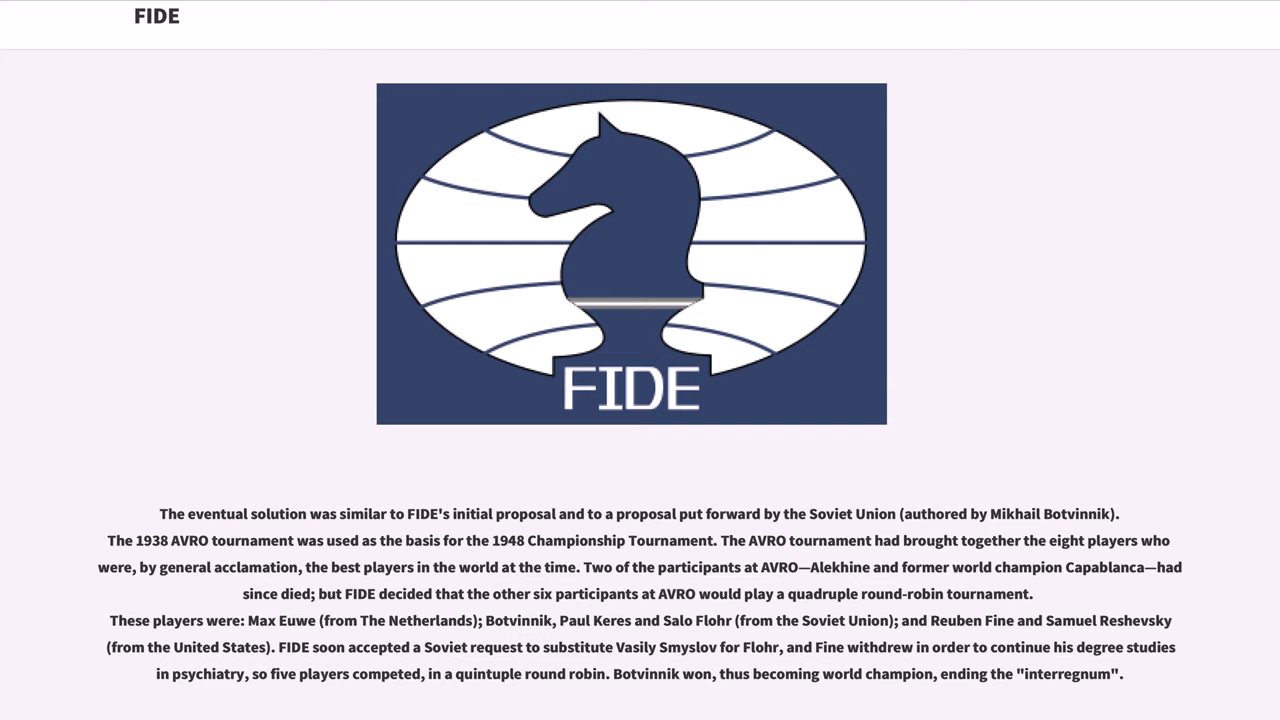 FIDE
FIDE
The eventual solution was similar to FIDE's initial proposal and to a proposal put forward by the Soviet Union (authored by Mikhail Botvinnik).
The 1938 AVRO tournament was used as the basis for the 1948 Championship Tournament. The AVRO tournament had brought together the eight players who
were, by general acclamation, the best players in the world at the time. Two of the participants at AVRO—Alekhine and former world champion Capablanca—had
since died; but FIDE decided that the other six participants at AVRO would play a quadruple round-robin tournament.
These players were: Max Euwe (from The Netherlands); Botvinnik, Paul Keres and Salo Flohr (from the Soviet Union); and Reuben Fine and Samuel Reshevsky
(from the United States). FIDE soon accepted a Soviet request to substitute Vasily Smyslov for Flohr, and Fine withdrew in order to continue his degree studies
in psychiatry, so five players competed, in a quintuple round robin. Botvinnik won, thus becoming world champion, ending the "interregnum".